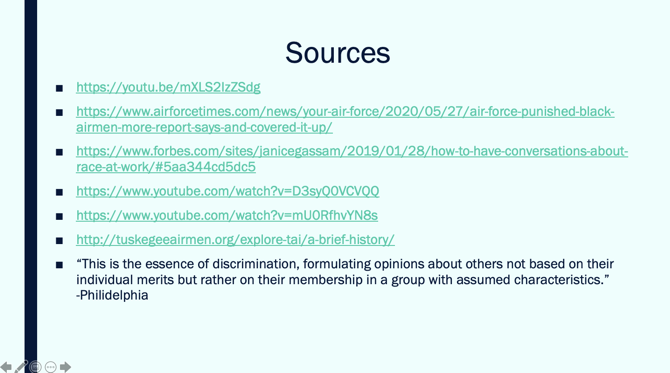 Sources
https://youtu.be/mXLS2IzZSdg
https://www.airforcetimes.com/news/your-air-force/2020/05/27/air-force-punished-black-
airmen-more-report-says-and-covered-it-up/
https://www.forbes.com/sites/janicegassam/2019/01/28/how-to-have-conversations-about-
race-at-work/#5aa344cd5dc5
https://www.youtube.com/watch?v=D3syQ0VCVQQ
https://www.youtube.com/watch?v=mU0RfhvYN8s
http://tuskegeeairmen.org/explore-tai/a-brief-history/
“This is the essence of discrimination, formulating opinions about others not based on their
individual merits but rather on their membership in a group with assumed characteristics.”
-Philidelphia